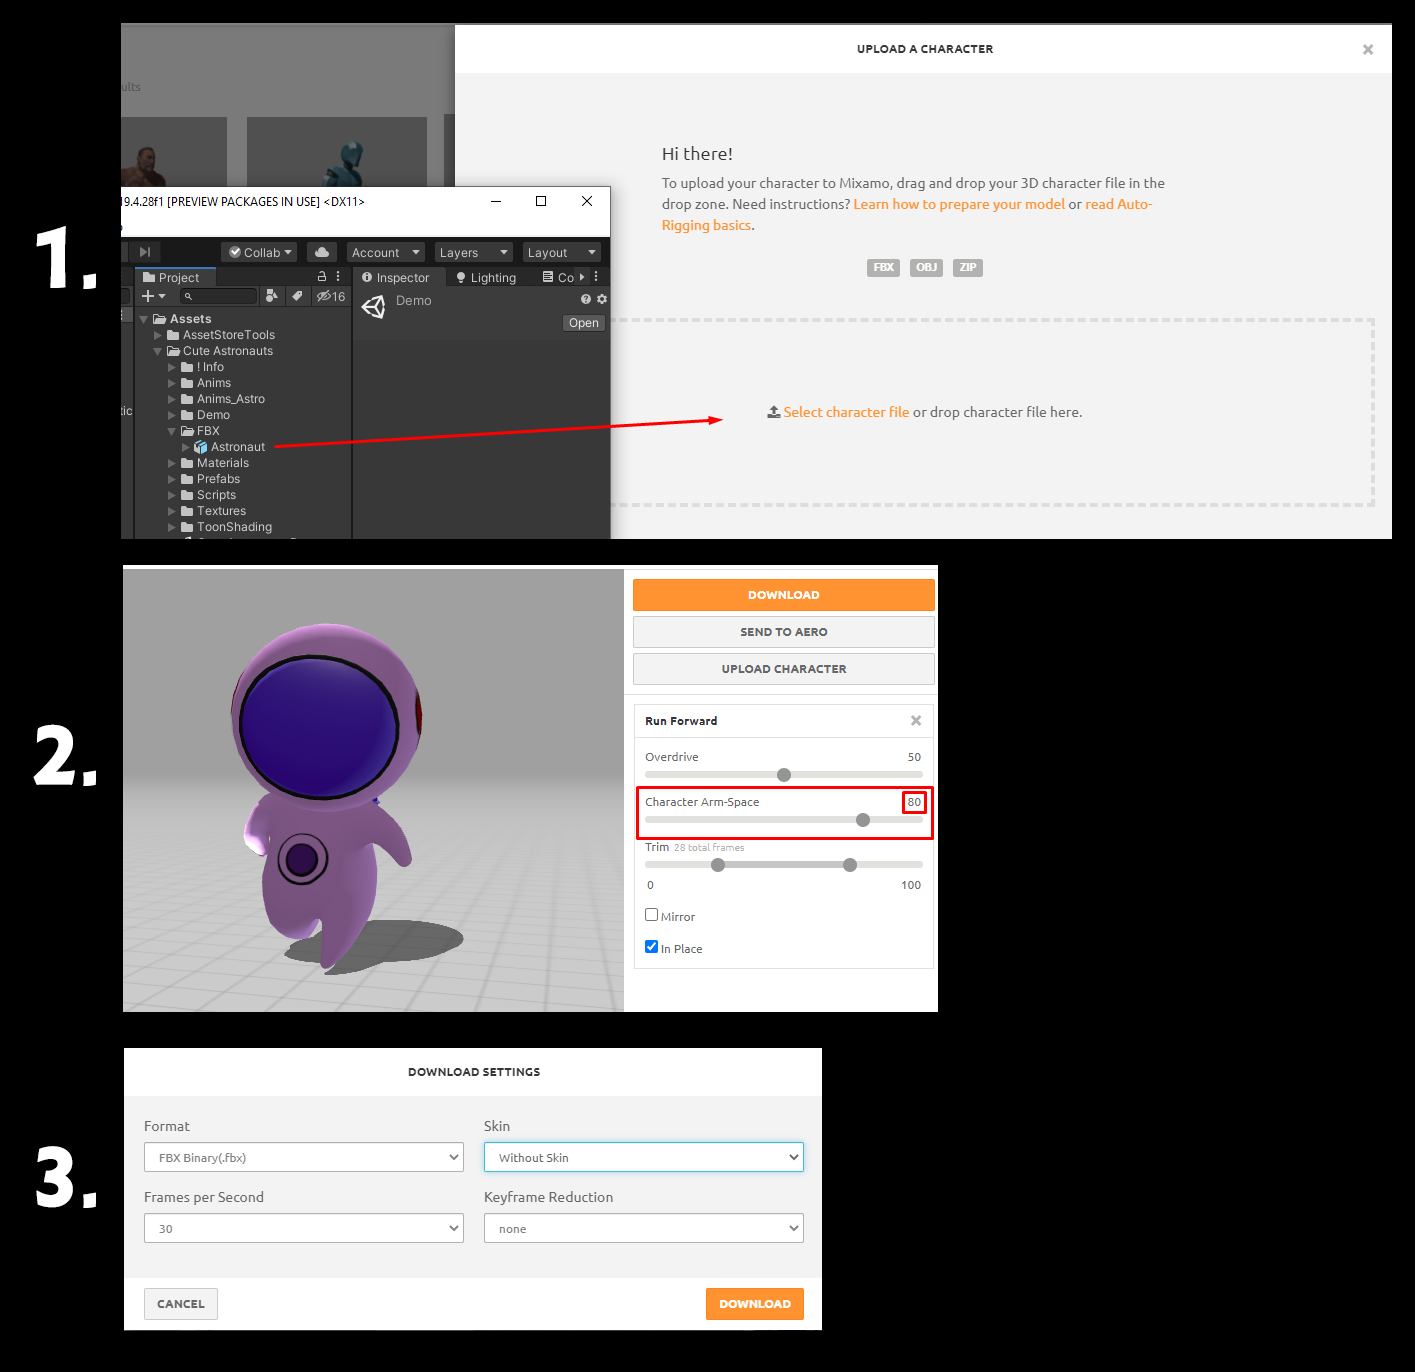 1.
ults
UPLOAD A CHARACTER
Hi there!
To upload your character to Mixamo, drag and drop your 3D character file in the
drop zone. Need instructions? Learn how to prepare your model or read Auto-
Rigging basics.
FBX OBJ ZIP
Select character file or drop character file here.
19.4.28f1 [PREVIEW PACKAGES IN USE] <DX11>
Collab Account Layers Layout
Project
16
Inspector Lighting Co
Demo
Open
Assets
AssetStoreTools
Cute Astronauts
! Info
Anims
Anims_Astro
Demo
FBX
Astronaut
Materials
Prefabs
Scripts
Textures
ToonShading
tic
2.
DOWNLOAD
SEND TO AERO
UPLOAD CHARACTER
Run Forward
Overdrive 50
Character Arm-Space 80
Trim 28 total frames
0 100
Mirror
In Place
3.
DOWNLOAD SETTINGS
Format Skin
FBX Binary(.fbx) Without Skin
Frames per Second Keyframe Reduction
30 none
CANCEL DOWNLOAD